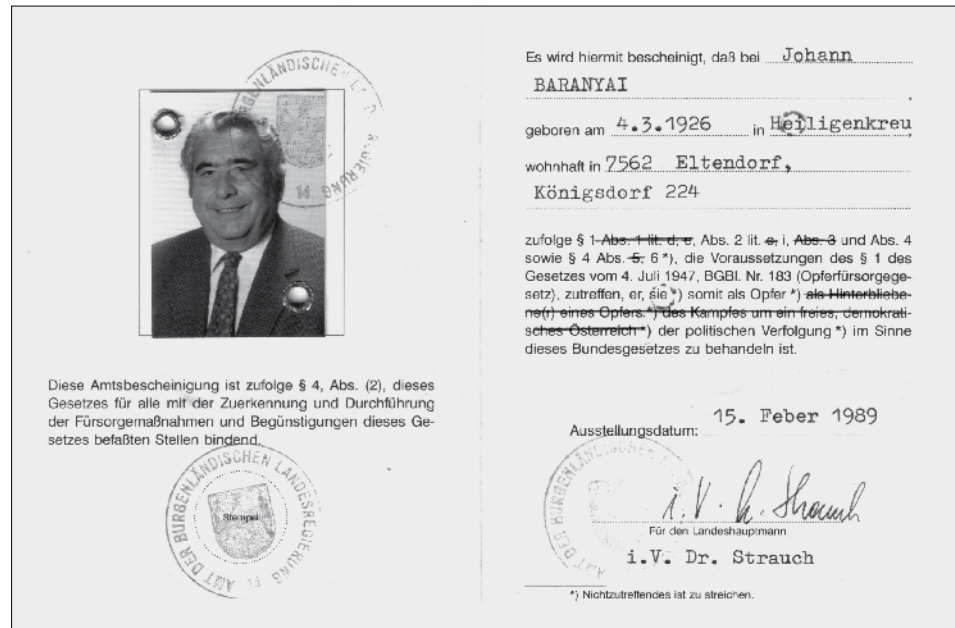 Diese Amtsbescheinigung ist zufolge § 4, Abs. (2), dieses
Gesetzes für alle mit der Zuerkennung und Durchführung
der Fürsorgemaßnahmen und Begünstigungen dieses Ge-
setzes befaßten Stellen bindend.
AMT DER BURGENLÄNDISCHEN LANDESREGIERUNG
Stempel
Es wird hiermit bescheinigt, daß bei Johann
BARANYAI
geboren am 4.3.1926 in Heiligenkreu
wohnhaft in 7562 Eltendorf,
Königsdorf 224
zufolge § 1 Abs. 1 lit. d, e, Abs. 2 lit. e, i, Abs. 3 und Abs. 4
sowie § 4 Abs. 5, 6 *), die Voraussetzungen des § 1 des
Gesetzes vom 4. Juli 1947, BGBl. Nr. 183 (Opferfürsorgege-
setz), zutreffen, er, sie *) somit als Opfer *) als Hinterbliebe-
ne(r) eines Opfers *) des Kampfes um ein freies, demokrati-
sches Österreich *) der politischen Verfolgung *) im Sinne
dieses Bundesgesetzes zu behandeln ist.
Ausstellungsdatum: 15. Feber 1989
i.V. Strauch
Für den Landeshauptmann
i.V. Dr. Strauch
*) Nichtzutreffendes ist zu streichen.